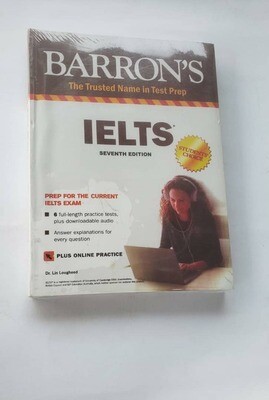 BARRON'S
The Trusted Name in Test Prep
IELTS
SEVENTH EDITION
STUDENTS'
CHOICE
PREP FOR THE CURRENT
IELTS EXAM
6 full-length practice tests,
plus downloadable audio
Answer explanations for
every question
PLUS ONLINE PRACTICE
Dr. Lin Lougheed